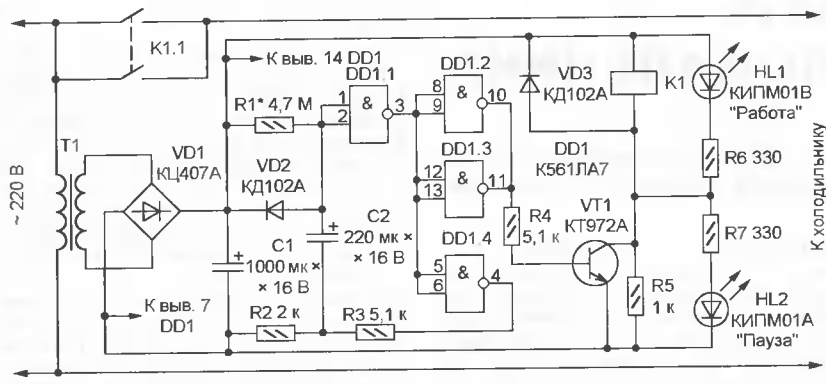 K1.1
К выв. 14 DD1
DD1.1
DD1.2
VD3
КД102А
K1
HL1
КИПМ01В
"Работа"
R1* 4,7 М
1
2
&
3
8
9
&
10
T1
VD1
КЦ407А
VD2
КД102А
DD1.3
12
13
&
11
DD1
К561ЛА7
R6 330
~ 220 В
C1
1000 мк ×
× 16 В
C2
220 мк ×
× 16 В
R4
5,1 к
VT1
КТ972А
R7 330
К холодильнику
DD1.4
5
6
&
4
К выв. 7
DD1
R2 2 к
R3 5,1 к
R5
1 к
HL2
КИПМ01А
"Пауза"
+
+